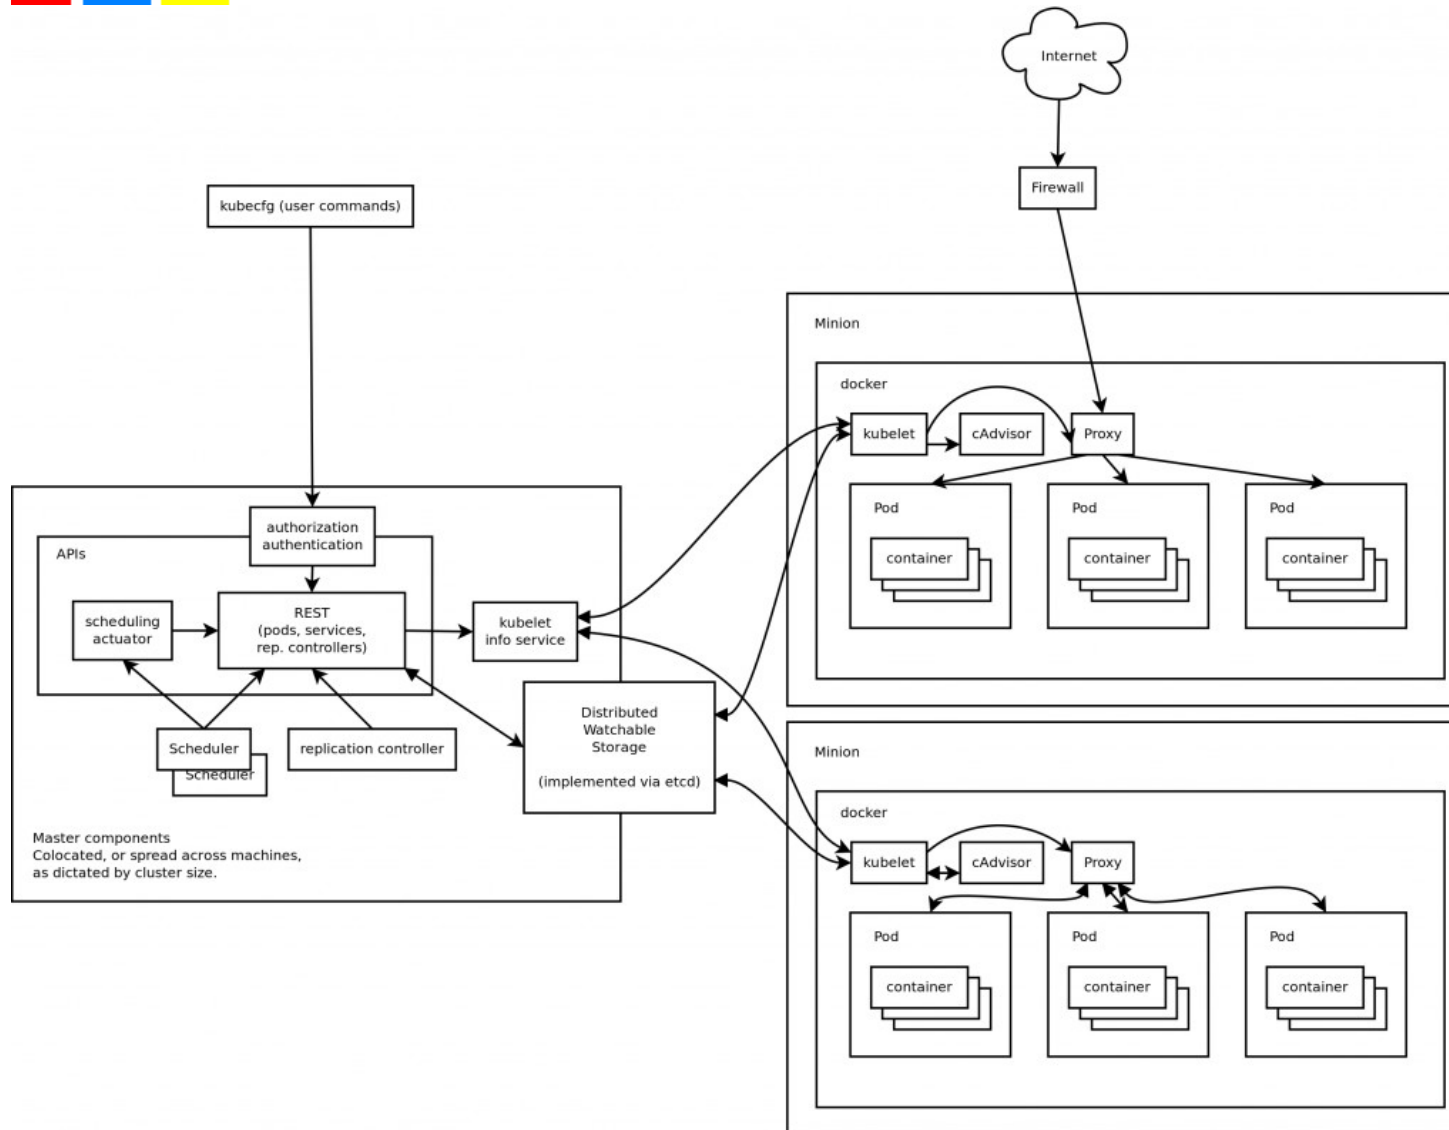 Internet
Firewall
kubecfg (user commands)
Minion
docker
kubelet
cAdvisor
Proxy
Pod
Pod
Pod
container
container
container
authorization
authentication
APIs
scheduling
actuator
REST
(pods, services,
rep. controllers)
kubelet
info service
Distributed
Watchable
Storage
(implemented via etcd)
Scheduler
Scheduler
replication controller
Master components
Colocated, or spread across machines,
as dictated by cluster size.
Minion
docker
kubelet
cAdvisor
Proxy
Pod
Pod
Pod
container
container
container